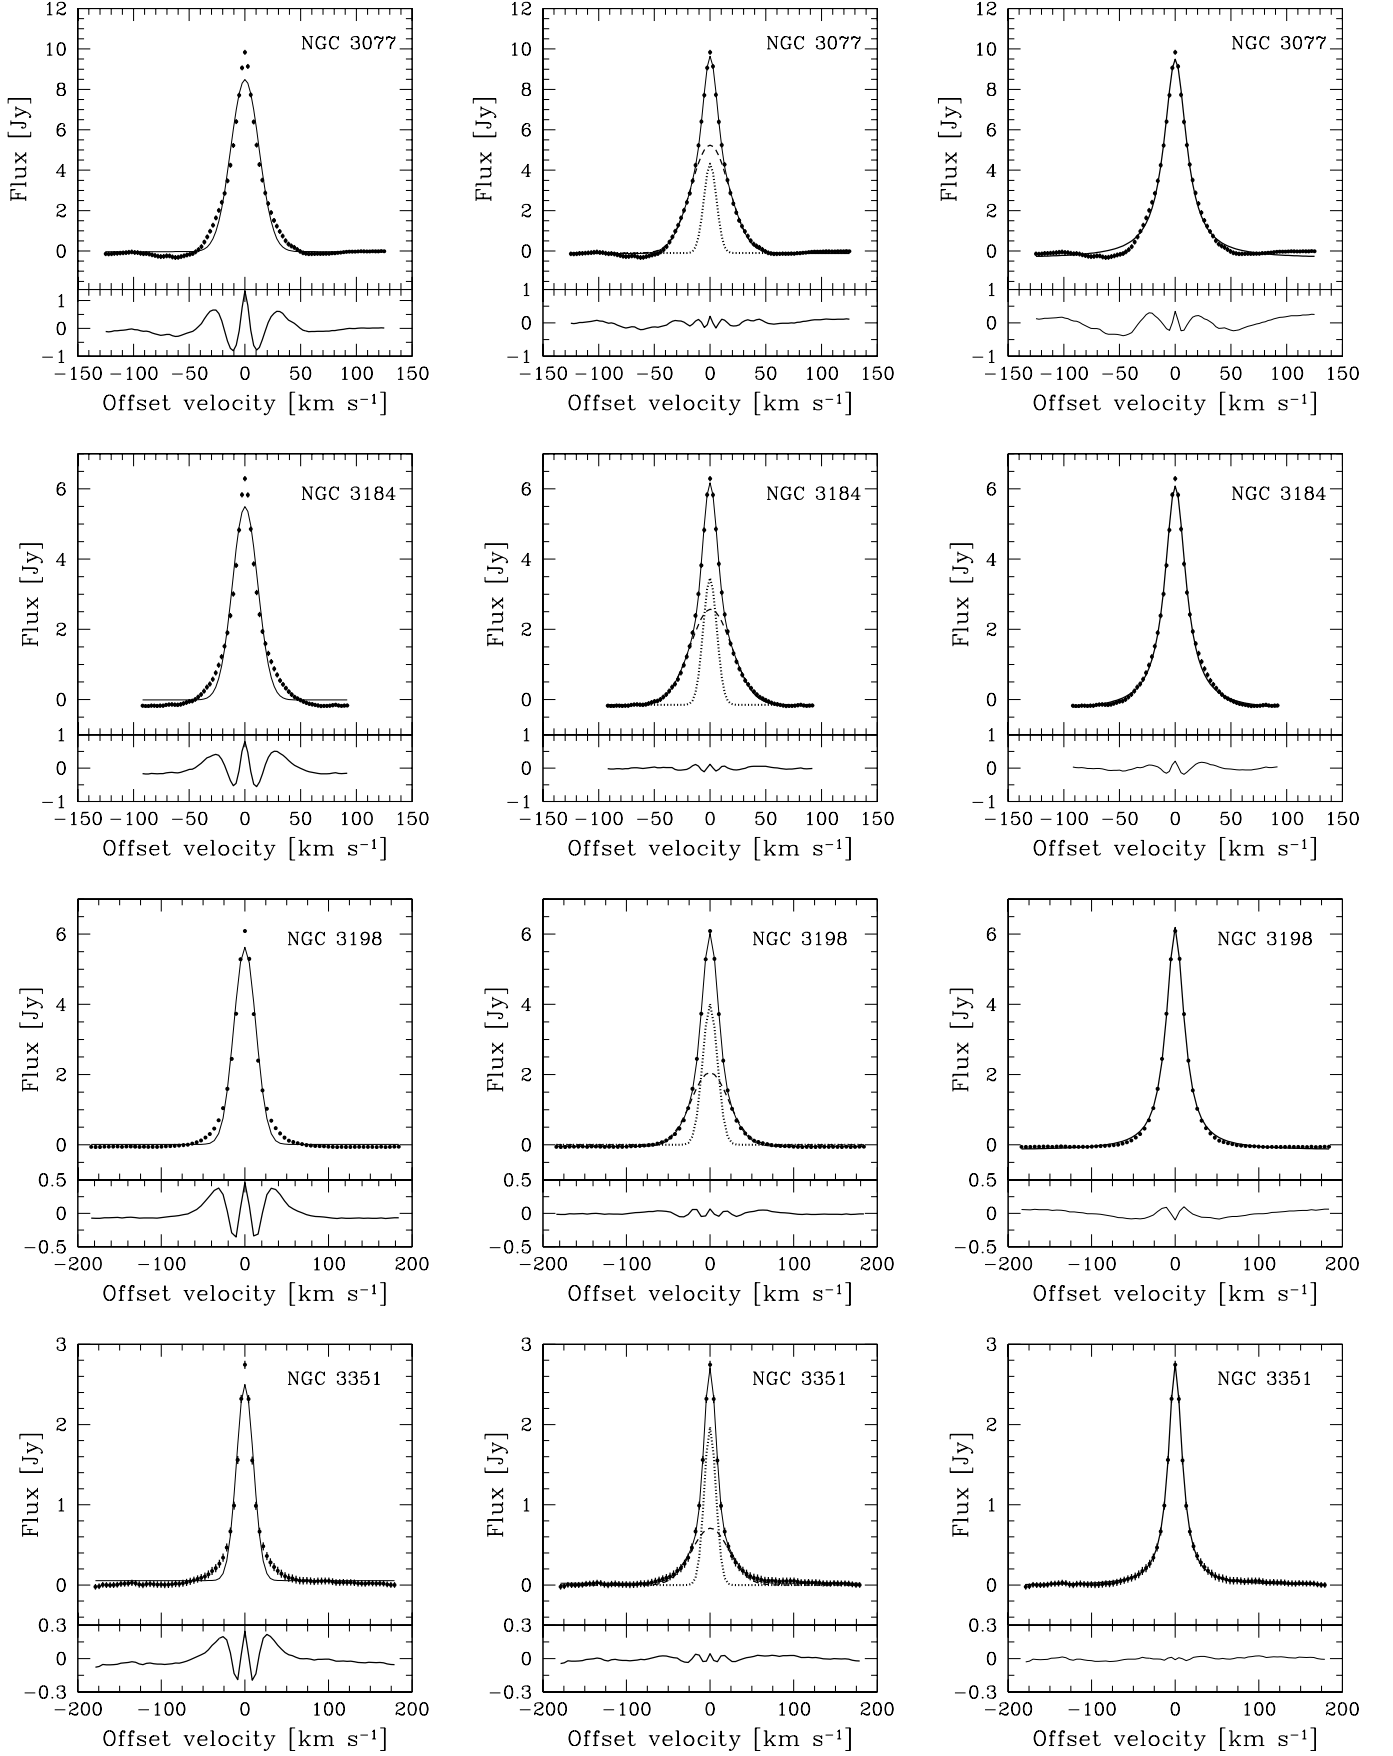 12 12 12
10 10 10
8 8 8
6 6 6
4 4 4
2 2 2
0 0 0
NGC 3077 NGC 3077 NGC 3077
Flux [Jy] Flux [Jy] Flux [Jy]
1 1 1
0 0 0
−1 −1 −1
−150 −100 −50 0 50 100 150 −150 −100 −50 0 50 100 150 −150 −100 −50 0 50 100 150
Offset velocity [km s⁻¹] Offset velocity [km s⁻¹] Offset velocity [km s⁻¹]
6 6 6
4 4 4
2 2 2
0 0 0
NGC 3184 NGC 3184 NGC 3184
Flux [Jy] Flux [Jy] Flux [Jy]
1 1 1
0 0 0
−1 −1 −1
−150 −100 −50 0 50 100 150 −150 −100 −50 0 50 100 150 −150 −100 −50 0 50 100 150
Offset velocity [km s⁻¹] Offset velocity [km s⁻¹] Offset velocity [km s⁻¹]
6 6 6
4 4 4
2 2 2
0 0 0
NGC 3198 NGC 3198 NGC 3198
Flux [Jy] Flux [Jy] Flux [Jy]
0.5 0.5 0.5
0 0 0
−0.5 −0.5 −0.5
−200 −100 0 100 200 −200 −100 0 100 200 −200 −100 0 100 200
Offset velocity [km s⁻¹] Offset velocity [km s⁻¹] Offset velocity [km s⁻¹]
3 3 3
2 2 2
1 1 1
0 0 0
NGC 3351 NGC 3351 NGC 3351
Flux [Jy] Flux [Jy] Flux [Jy]
0.3 0.3 0.3
0 0 0
−0.3 −0.3 −0.3
−200 −100 0 100 200 −200 −100 0 100 200 −200 −100 0 100 200
Offset velocity [km s⁻¹] Offset velocity [km s⁻¹] Offset velocity [km s⁻¹]